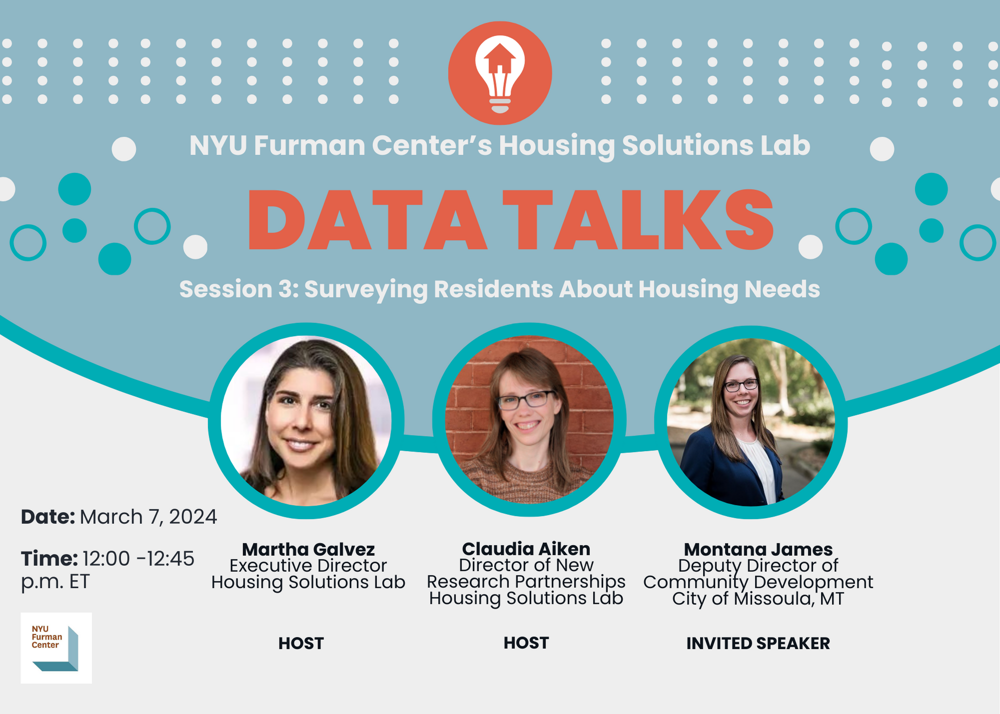 NYU Furman Center’s Housing Solutions Lab
DATA TALKS
Session 3: Surveying Residents About Housing Needs
Date: March 7, 2024
Time: 12:00 -12:45
p.m. ET
Martha Galvez
Executive Director
Housing Solutions Lab
HOST
Claudia Aiken
Director of New
Research Partnerships
Housing Solutions Lab
HOST
Montana James
Deputy Director of
Community Development
City of Missoula, MT
INVITED SPEAKER
NYU
Furman
Center